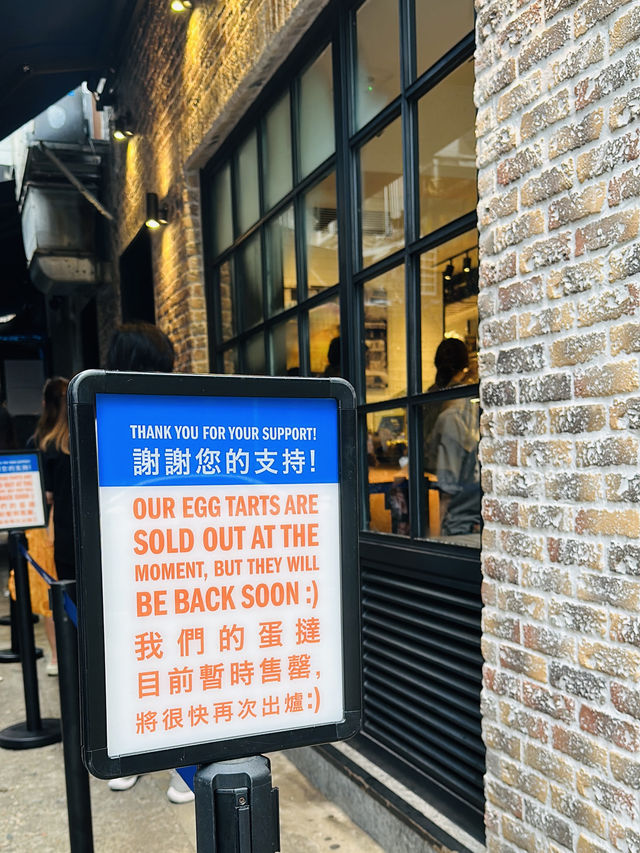 THANK YOU FOR YOUR SUPPORT!
謝謝您的支持!
OUR EGG TARTS ARE
SOLD OUT AT THE
MOMENT, BUT THEY WILL
BE BACK SOON :)
我們的蛋撻
目前暫時售罄,
將很快再次出爐:)